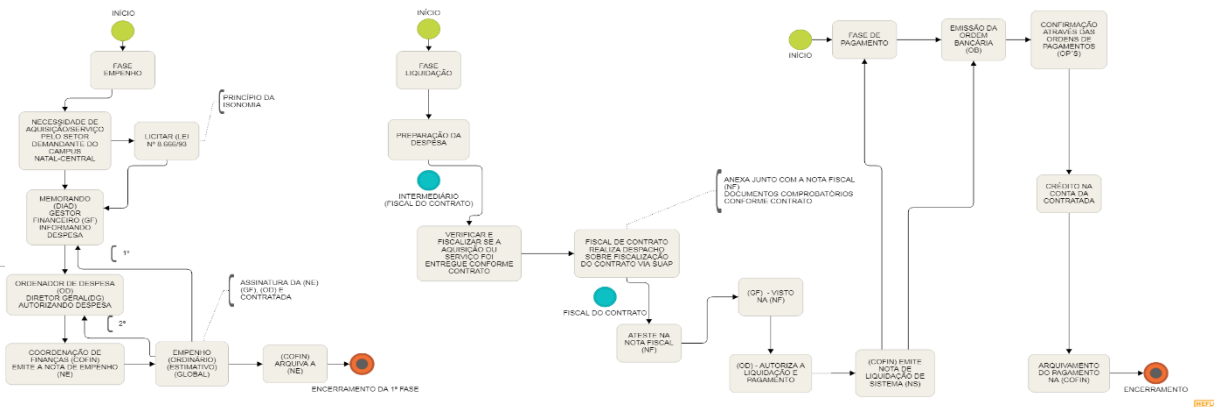 INÍCIO
FASE
EMPENHO
NECESSIDADE DE
AQUISIÇÃO/SERVIÇO
PELO SETOR
DEMANDANTE DO
CAMPUS
NATAL-CENTRAL
LICITAR (LEI
Nº 8.666/93
PRINCÍPIO DA
ISONOMIA
MEMORANDO
(DIAD)
GESTOR
FINANCEIRO (GF)
INFORMANDO
DESPESA
1ª
ORDENADOR DE DESPESA
(OD)
DIRETOR GERAL(DG)
AUTORIZANDO DESPESA
2ª
ASSINATURA DA (NE)
(GF), (OD) E
CONTRATADA
COORDENAÇÃO DE
FINANÇAS (COFIN)
EMITE A NOTA DE EMPENHO
(NE)
EMPENHO
(ORDINÁRIO)
(ESTIMATIVO)
(GLOBAL)
(COFIN)
ARQUIVA A
(NE)
ENCERRAMENTO DA 1ª FASE
INÍCIO
FASE
LIQUIDAÇÃO
PREPARAÇÃO DA
DESPESA
INTERMEDIÁRIO
(FISCAL DO CONTRATO)
VERIFICAR E
FISCALIZAR SE A
AQUISIÇÃO OU
SERVIÇO FOI
ENTREGUE CONFORME
CONTRATO
FISCAL DE CONTRATO
REALIZA DESPACHO
SOBRE FISCALIZAÇÃO
DO CONTRATO VIA SUAP
ANEXA JUNTO COM A NOTA FISCAL
(NF)
DOCUMENTOS COMPROBATÓRIOS
CONFORME CONTRATO
FISCAL DO CONTRATO
ATESTE NA
NOTA FISCAL
(NF)
(GF) - VISTO
NA (NF)
(OD) - AUTORIZA A
LIQUIDAÇÃO E
PAGAMENTO
(COFIN) EMITE
NOTA DE
LIQUIDAÇÃO DE
SISTEMA (NS)
INÍCIO
FASE DE
PAGAMENTO
EMISSÃO DA
ORDEM
BANCÁRIA (OB)
CONFIRMAÇÃO
ATRAVÉS DAS
ORDENS DE
PAGAMENTOS
(OP´S)
CRÉDITO NA
CONTA DA
CONTRATADA
ARQUIVAMENTO
DO PAGAMENTO
NA (COFIN)
ENCERRAMENTO